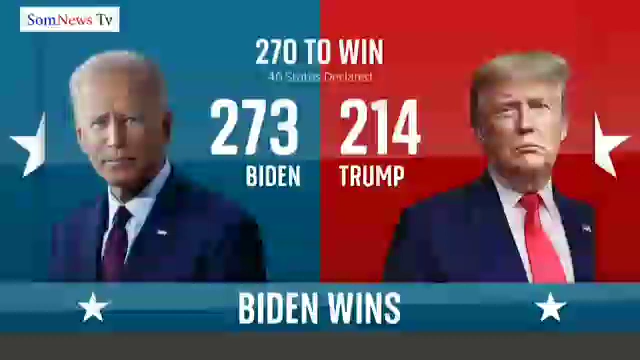 SomNews Tv
270 TO WIN
46 States Declared
273 214
BIDEN TRUMP
BIDEN WINS